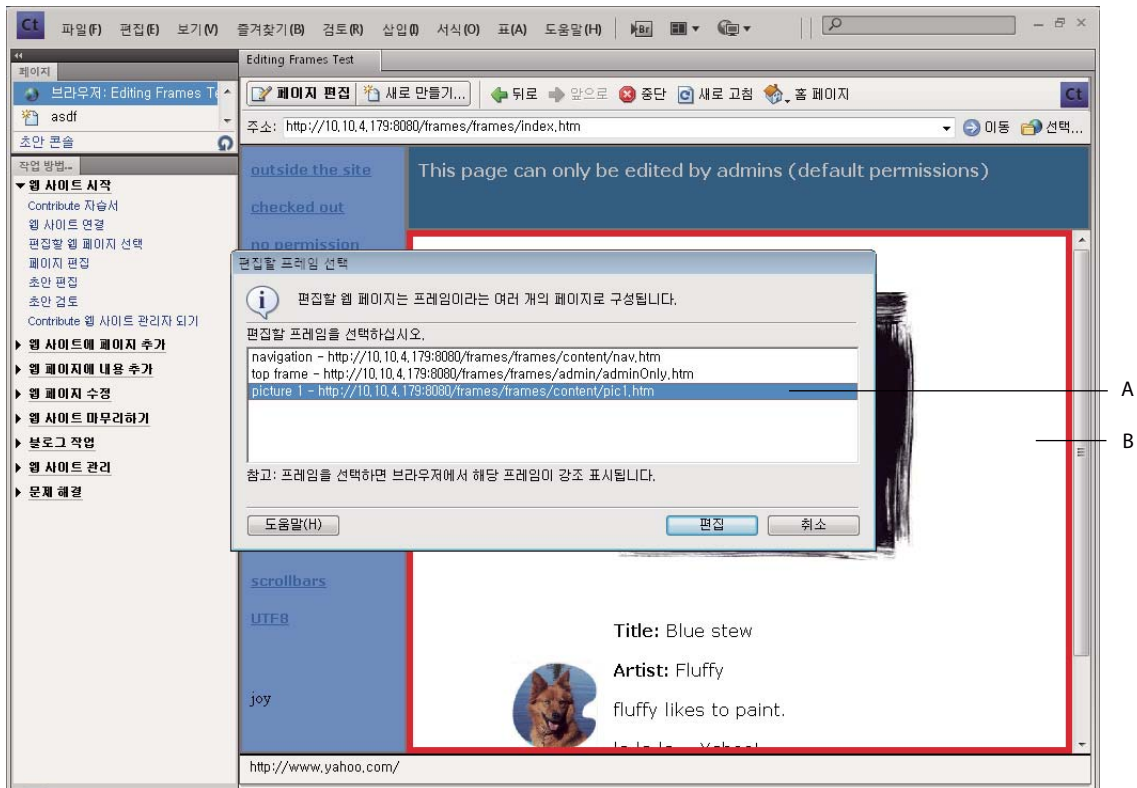 Ct 파일(F) 편집(E) 보기(V) 즐겨찾기(B) 검토(R) 삽입(I) 서식(O) 표(A) 도움말(H) Br
페이지
Editing Frames Test
브라우저: Editing Frames Te
asdf
초안 콘솔
페이지 편집 새로 만들기... 뒤로 앞으로 중단 새로 고침 홈 페이지 Ct
주소: http://10.10.4.179:8080/frames/frames/index.htm 이동 선택...
작업 방법...
웹 사이트 시작
Contribute 자습서
웹 사이트 연결
편집할 웹 페이지 선택
페이지 편집
초안 편집
초안 검토
Contribute 웹 사이트 관리자 되기
웹 사이트에 페이지 추가
웹 페이지에 내용 추가
웹 페이지 수정
웹 사이트 마무리하기
블로그 작업
웹 사이트 관리
문제 해결
outside the site
checked out
no permission
This page can only be edited by admins (default permissions)
편집할 프레임 선택
편집할 웹 페이지는 프레임이라는 여러 개의 페이지로 구성됩니다.
편집할 프레임을 선택하십시오.
navigation - http://10.10.4.179:8080/frames/frames/content/nav.htm
top frame - http://10.10.4.179:8080/frames/frames/admin/adminOnly.htm
picture 1 - http://10.10.4.179:8080/frames/frames/content/pic1.htm
참고: 프레임을 선택하면 브라우저에서 해당 프레임이 강조 표시됩니다.
도움말(H) 편집 취소
A
B
scrollbars
UTF8
joy
Title: Blue stew
Artist: Fluffy
fluffy likes to paint.
http://www.yahoo.com/